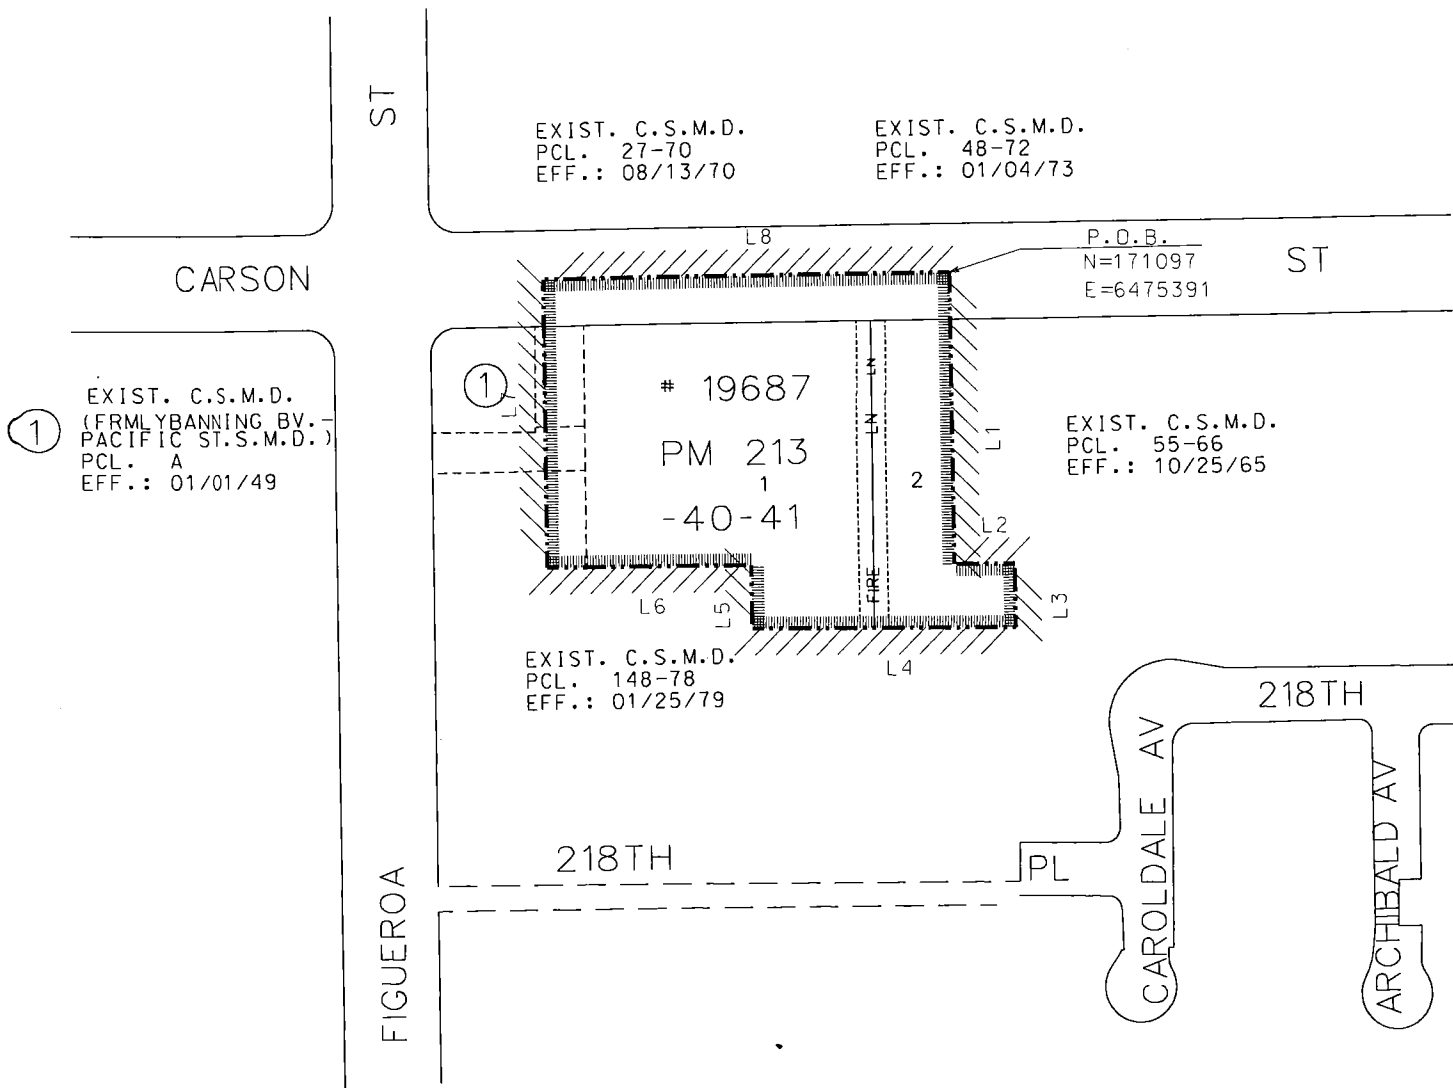 ST
EXIST. C.S.M.D.
PCL. 27-70
EFF.: 08/13/70
EXIST. C.S.M.D.
PCL. 48-72
EFF.: 01/04/73
L8
P.O.B.
N=171097
E=6475391
ST
CARSON
1
L7
# 19687
PM 213
1
-40-41
LN
LN
FIRE
2
L1
EXIST. C.S.M.D.
(FRMLYBANNING BV.-
PACIFIC ST.S.M.D.)
PCL. A
EFF.: 01/01/49
1
EXIST. C.S.M.D.
PCL. 55-66
EFF.: 10/25/65
L2
L3
L6
L5
L4
EXIST. C.S.M.D.
PCL. 148-78
EFF.: 01/25/79
218TH
218TH
PL
CAROLDALE AV
ARCHIBALD AV
FIGUEROA